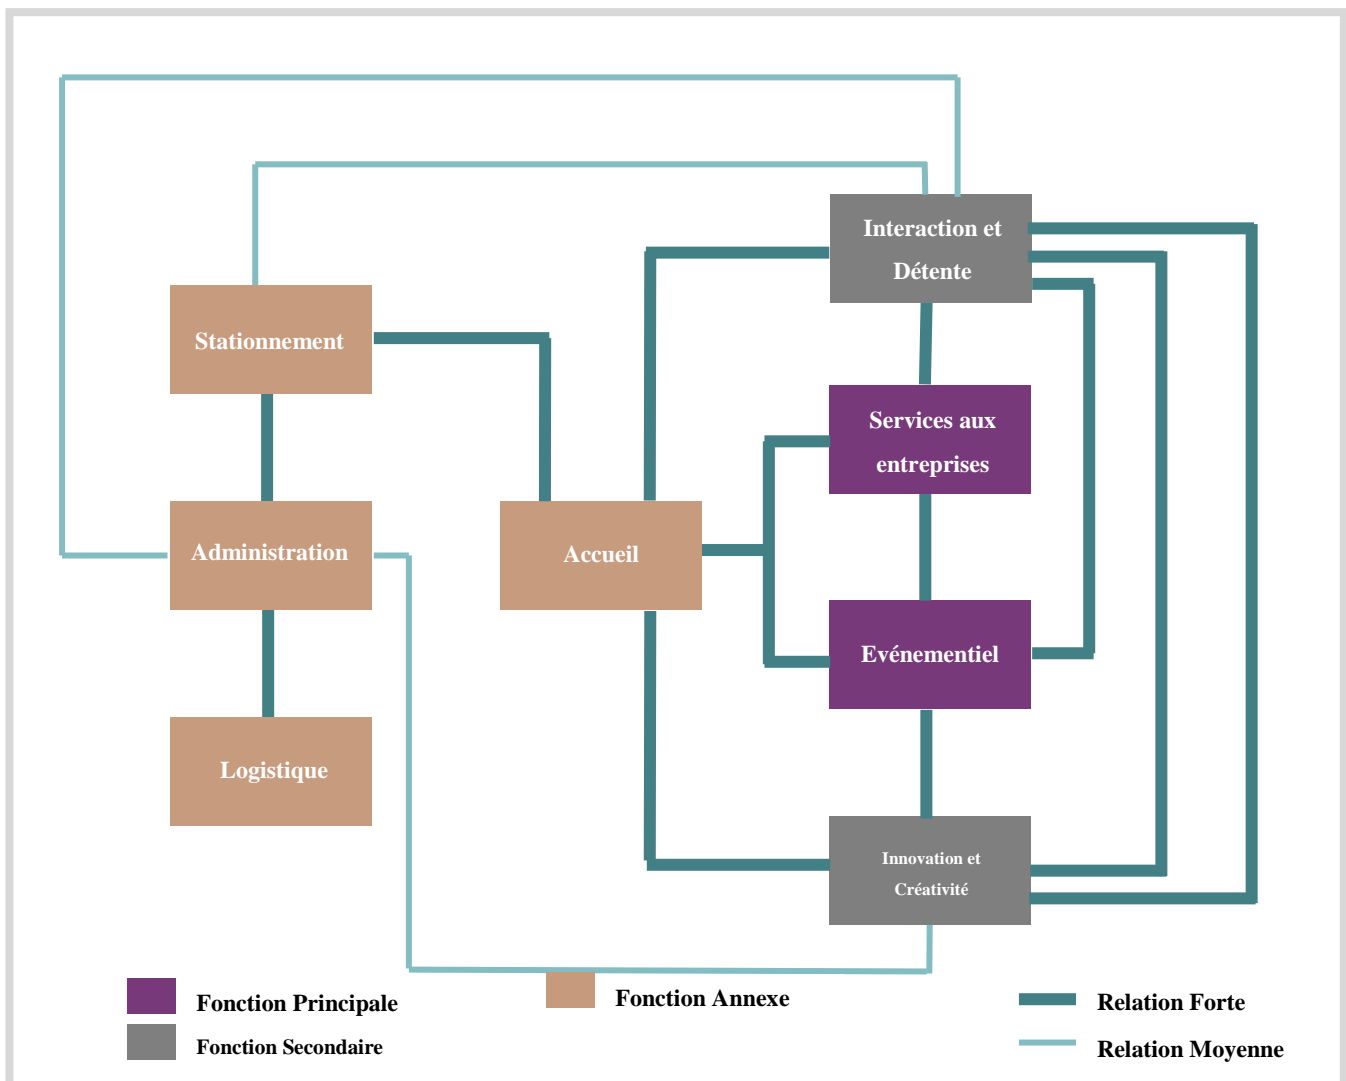 Interaction et
Détente
Stationnement
Services aux
entreprises
Administration
Accueil
Evénementiel
Logistique
Innovation et
Créativité
Fonction Principale
Fonction Annexe
Relation Forte
Fonction Secondaire
Relation Moyenne